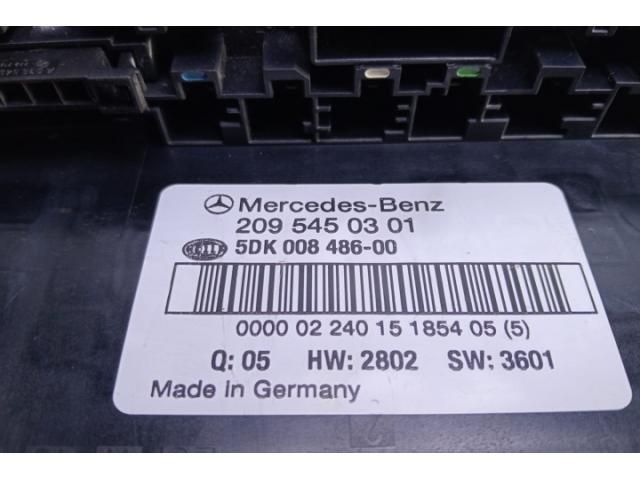 Mercedes-Benz
209 545 03 01
HELLA 5DK 008 486-00
0000 02 240 15 1854 05 (5)
Q: 05 HW: 2802 SW: 3601
Made in Germany